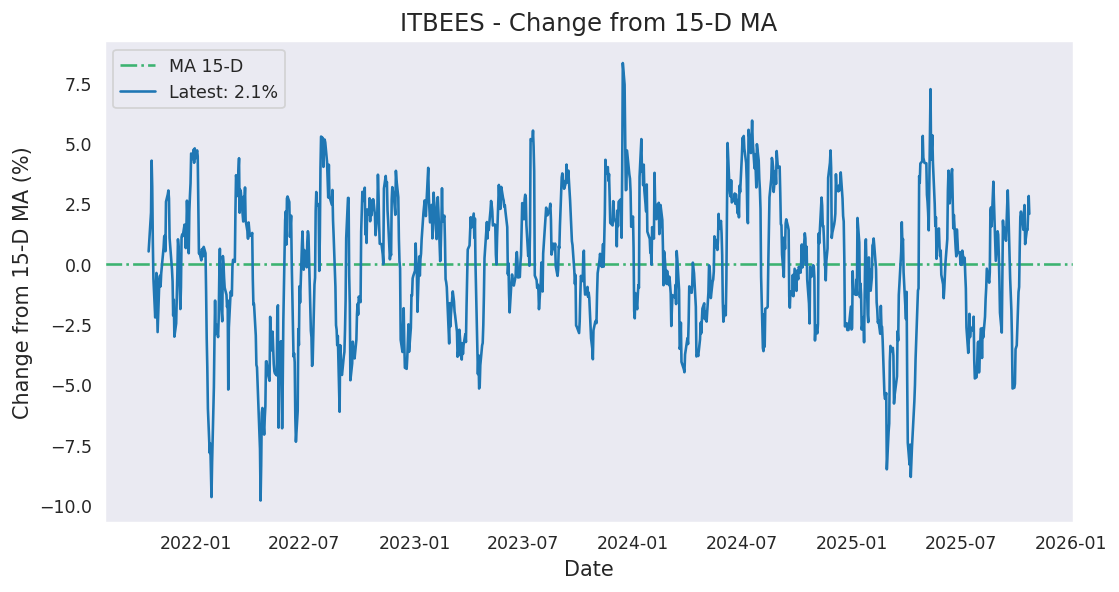 ITBEES - Change from 15-D MA
MA 15-D
Latest: 2.1%
Change from 15-D MA (%)
7.5
5.0
2.5
0.0
−2.5
−5.0
−7.5
−10.0
2022-01 2022-07 2023-01 2023-07 2024-01 2024-07 2025-01 2025-07 2026-01
Date